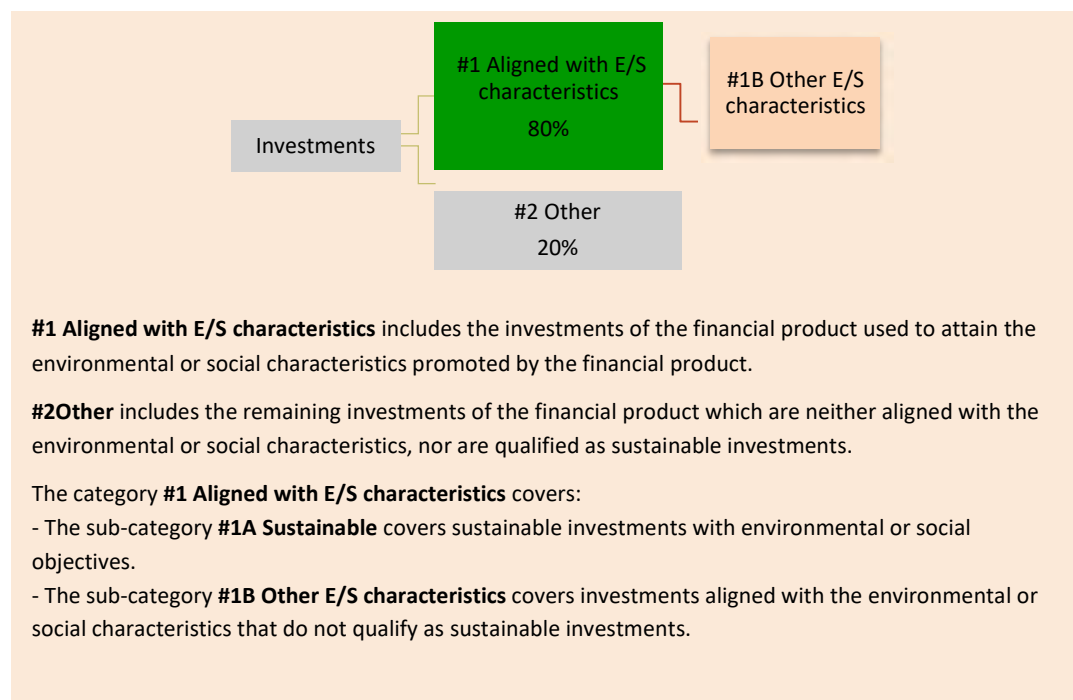 #1 Aligned with E/S
characteristics
80%
#1B Other E/S
characteristics
Investments
#2 Other
20%
#1 Aligned with E/S characteristics includes the investments of the financial product used to attain the
environmental or social characteristics promoted by the financial product.
#2Other includes the remaining investments of the financial product which are neither aligned with the
environmental or social characteristics, nor are qualified as sustainable investments.
The category #1 Aligned with E/S characteristics covers:
- The sub-category #1A Sustainable covers sustainable investments with environmental or social
objectives.
- The sub-category #1B Other E/S characteristics covers investments aligned with the environmental or
social characteristics that do not qualify as sustainable investments.